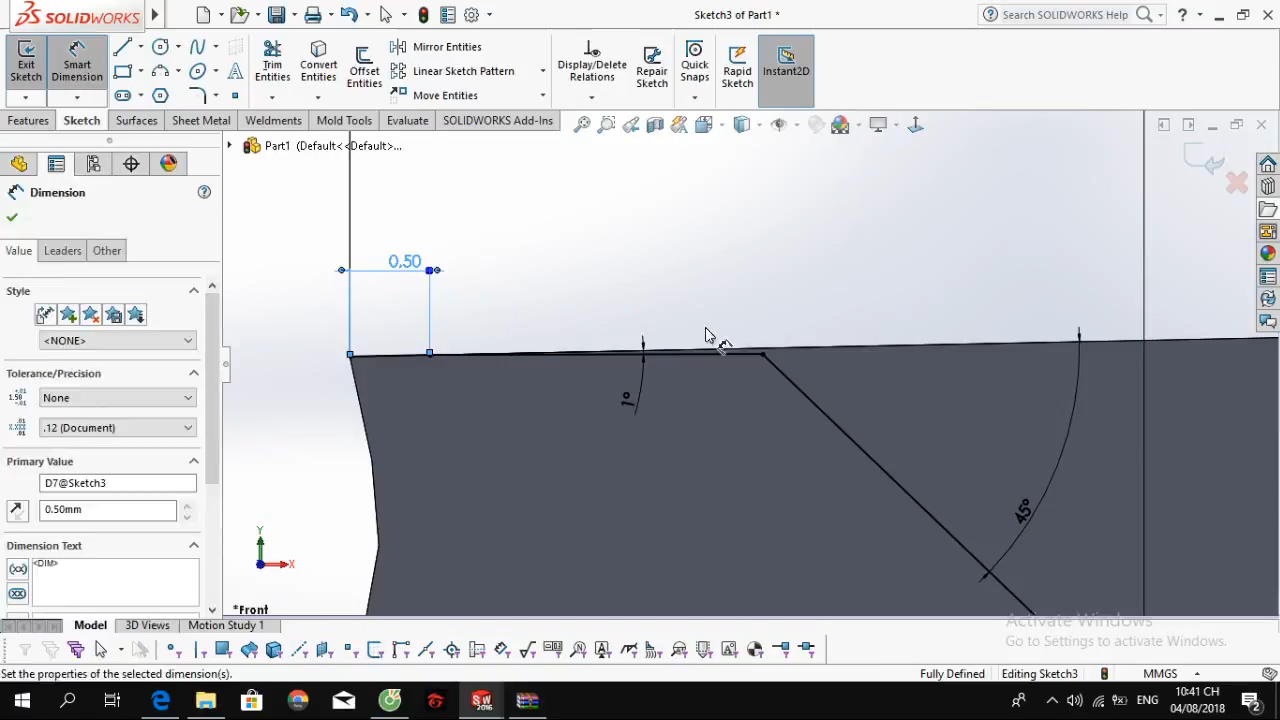 SOLIDWORKS
Sketch3 of Part1 *
Search SOLIDWORKS Help
Exit Sketch
Smart Dimension
Trim Entities
Convert Entities
Offset Entities
Mirror Entities
Linear Sketch Pattern
Move Entities
Display/Delete Relations
Repair Sketch
Quick Snaps
Rapid Sketch
Instant2D
Features
Sketch
Surfaces
Sheet Metal
Weldments
Mold Tools
Evaluate
SOLIDWORKS Add-Ins
Part1 (Default<<Default>...
Dimension
Value
Leaders
Other
Style
<NONE>
Tolerance/Precision
None
.12 (Document)
Primary Value
D7@Sketch3
0.50mm
Dimension Text
<DIM>
0,50
1°
45°
Y
X
*Front
Activate Windows
Go to Settings to activate Windows.
Model
3D Views
Motion Study 1
Set the properties of the selected dimension(s).
Fully Defined
Editing Sketch3
MMGS
SW
2016
ENG
10:41 CH
04/08/2018
2